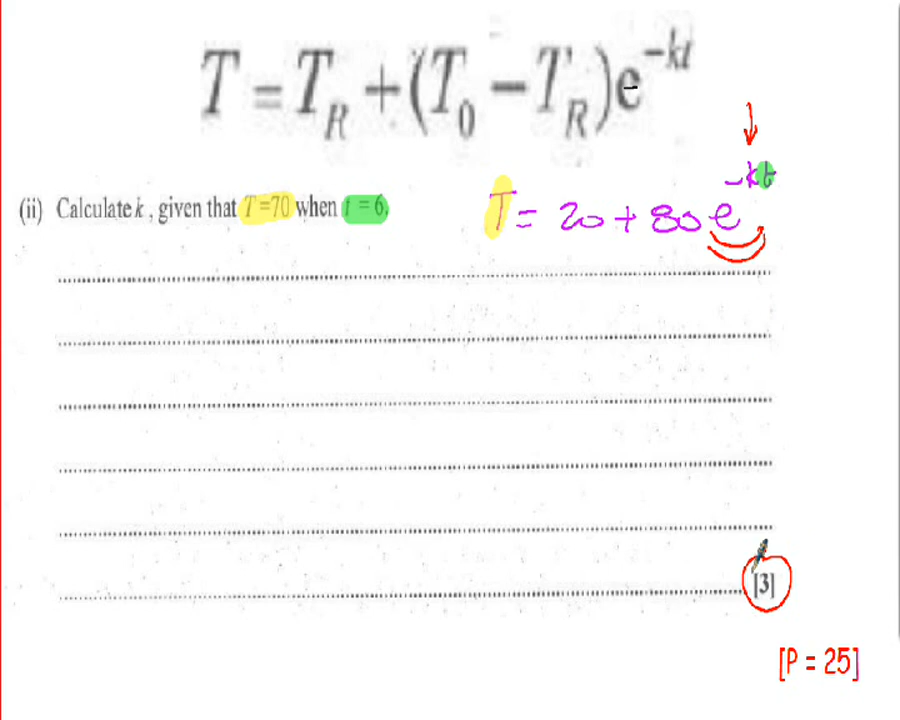 T = T_R + (T_0 - T_R)e^{-kt}
(ii) Calculate k, given that T = 70 when t = 6.
T = 20 + 80e^{-kt}
[3]
[P = 25]